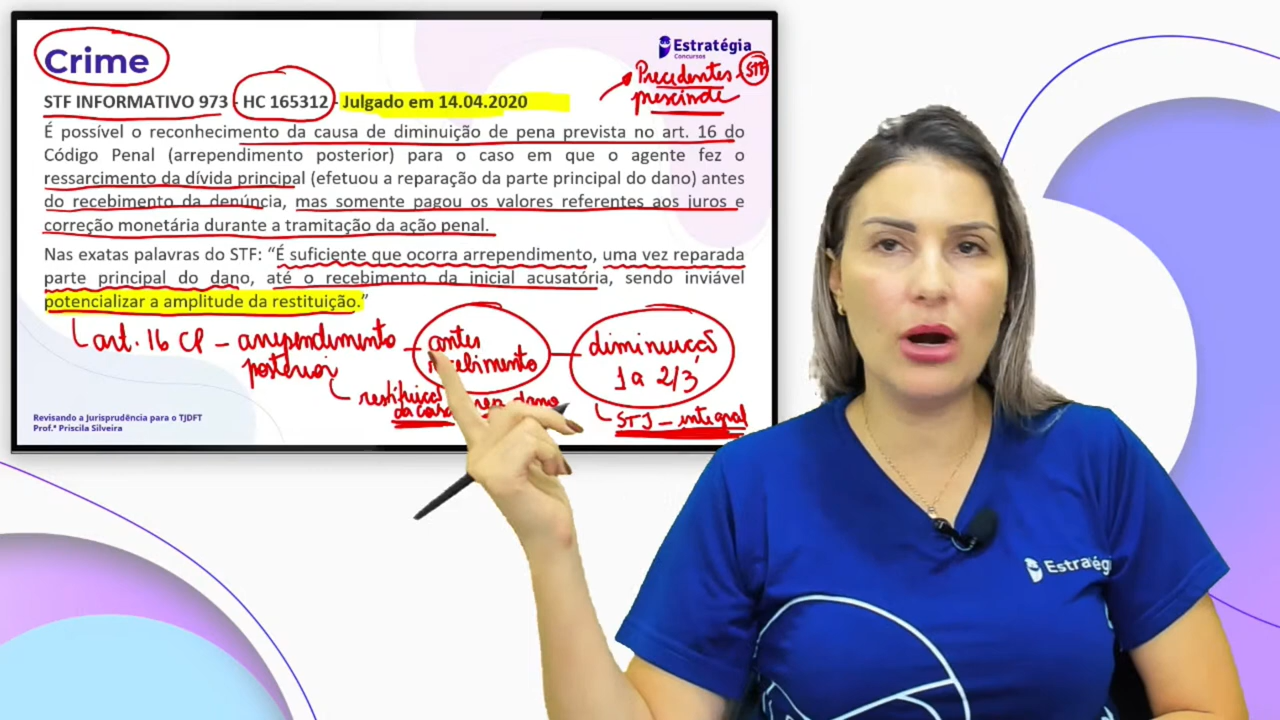 Crime
Estratégia
Concursos
Precedentes - STF
prescinde
STF INFORMATIVO 973 - HC 165312 - Julgado em 14.04.2020
É possível o reconhecimento da causa de diminuição de pena prevista no art. 16 do
Código Penal (arrependimento posterior) para o caso em que o agente fez o
ressarcimento da dívida principal (efetuou a reparação da parte principal do dano) antes
do recebimento da denúncia, mas somente pagou os valores referentes aos juros e
correção monetária durante a tramitação da ação penal.
Nas exatas palavras do STF: “É suficiente que ocorra arrependimento, uma vez reparada
parte principal do dano, até o recebimento da inicial acusatória, sendo inviável
potencializar a amplitude da restituição.”
art. 16 CP - arrependimento posterior - antes recebimento - diminuição 1 a 2/3
da coisa dano
STJ - integral
Revisando a Jurisprudência para o TJDFT
Prof.ª Priscila Silveira